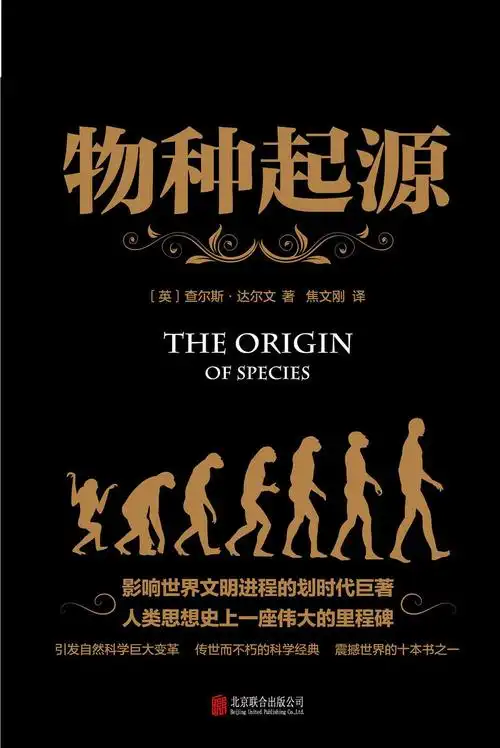 物种起源
[英]查尔斯·达尔文 著 焦文刚 译
THE ORIGIN
OF SPECIES
影响世界文明进程的划时代巨著
人类思想史上一座伟大的里程碑
引发自然科学巨大变革 传世而不朽的科学经典 震撼世界的十本书之一
北京联合出版公司
Beijing United Publishing Co.,Ltd.